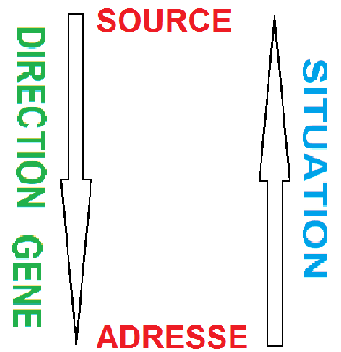 SOURCE
DIRECTION GENE
SITUATION
ADRESSE